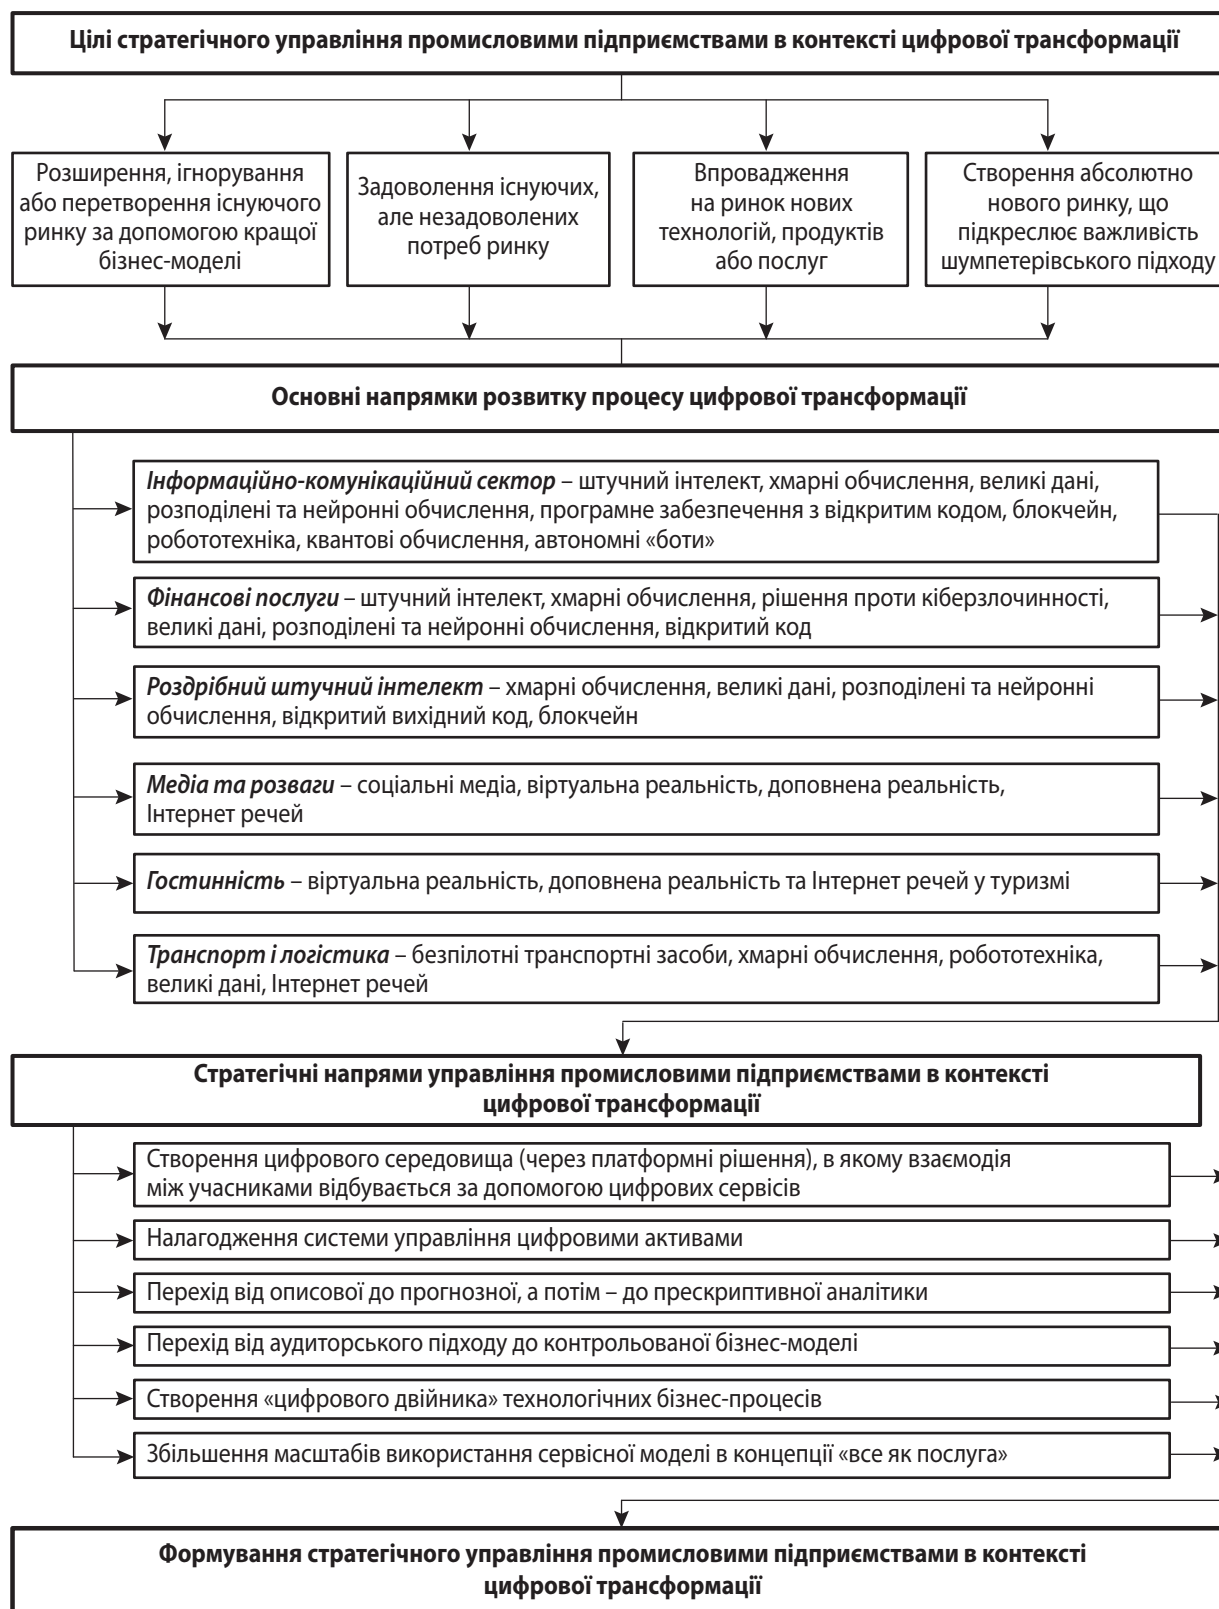 Цілі стратегічного управління промисловими підприємствами в контексті цифрової трансформації
Розширення, ігнорування
або перетворення існуючого
ринку за допомогою кращої
бізнес-моделі
Задоволення існуючих,
але незадоволених
потреб ринку
Впровадження
на ринок нових
технологій, продуктів
або послуг
Створення абсолютно
нового ринку, що
підкреслює важливість
шумпетерівського підходу
Основні напрямки розвитку процесу цифрової трансформації
Інформаційно-комунікаційний сектор – штучний інтелект, хмарні обчислення, великі дані,
розподілені та нейронні обчислення, програмне забезпечення з відкритим кодом, блокчейн,
робототехніка, квантові обчислення, автономні «боти»
Фінансові послуги – штучний інтелект, хмарні обчислення, рішення проти кіберзлочинності,
великі дані, розподілені та нейронні обчислення, відкритий код
Роздрібний штучний інтелект – хмарні обчислення, великі дані, розподілені та нейронні
обчислення, відкритий вихідний код, блокчейн
Медіа та розваги – соціальні медіа, віртуальна реальність, доповнена реальність,
Інтернет речей
Гостинність – віртуальна реальність, доповнена реальність та Інтернет речей у туризмі
Транспорт і логістика – безпілотні транспортні засоби, хмарні обчислення, робототехніка,
великі дані, Інтернет речей
Стратегічні напрями управління промисловими підприємствами в контексті
цифрової трансформації
Створення цифрового середовища (через платформні рішення), в якому взаємодія
між учасниками відбувається за допомогою цифрових сервісів
Налагодження системи управління цифровими активами
Перехід від описової до прогнозної, а потім – до прескриптивної аналітики
Перехід від аудиторського підходу до контрольованої бізнес-моделі
Створення «цифрового двійника» технологічних бізнес-процесів
Збільшення масштабів використання сервісної моделі в концепції «все як послуга»
Формування стратегічного управління промисловими підприємствами в контексті
цифрової трансформації